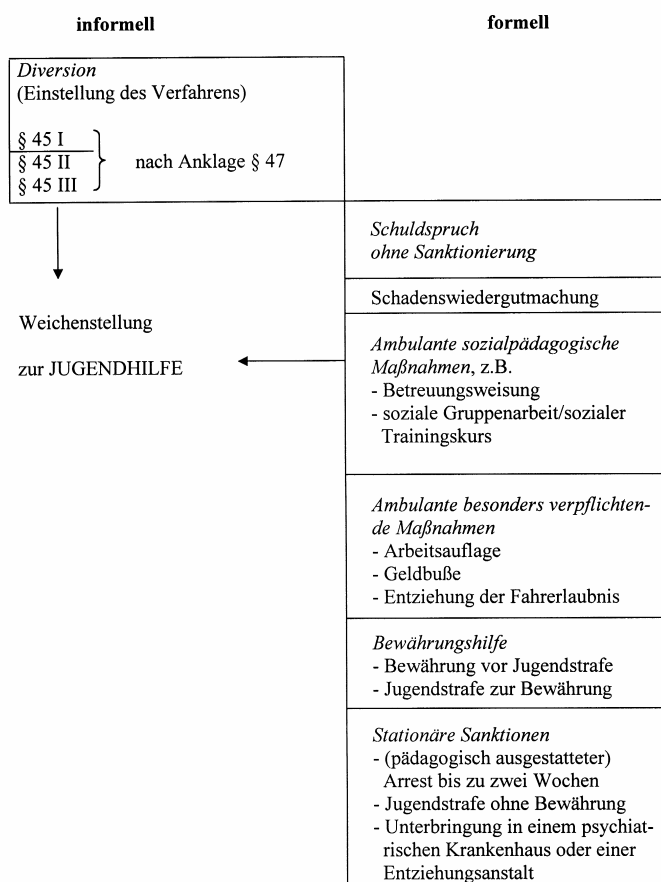 informell
formell
Diversion
(Einstellung des Verfahrens)
§ 45 I
§ 45 II
§ 45 III
nach Anklage § 47
Weichenstellung
zur JUGENDHILFE
Schuldspruch
ohne Sanktionierung
Schadenswiedergutmachung
Ambulante sozialpädagogische
Maßnahmen, z.B.
- Betreuungsweisung
- soziale Gruppenarbeit/sozialer
Trainingskurs
Ambulante besonders verpflichten-
de Maßnahmen
- Arbeitsauflage
- Geldbuße
- Entziehung der Fahrerlaubnis
Bewährungshilfe
- Bewährung vor Jugendstrafe
- Jugendstrafe zur Bewährung
Stationäre Sanktionen
- (pädagogisch ausgestatteter)
Arrest bis zu zwei Wochen
- Jugendstrafe ohne Bewährung
- Unterbringung in einem psychiat-
rischen Krankenhaus oder einer
Entziehungsanstalt